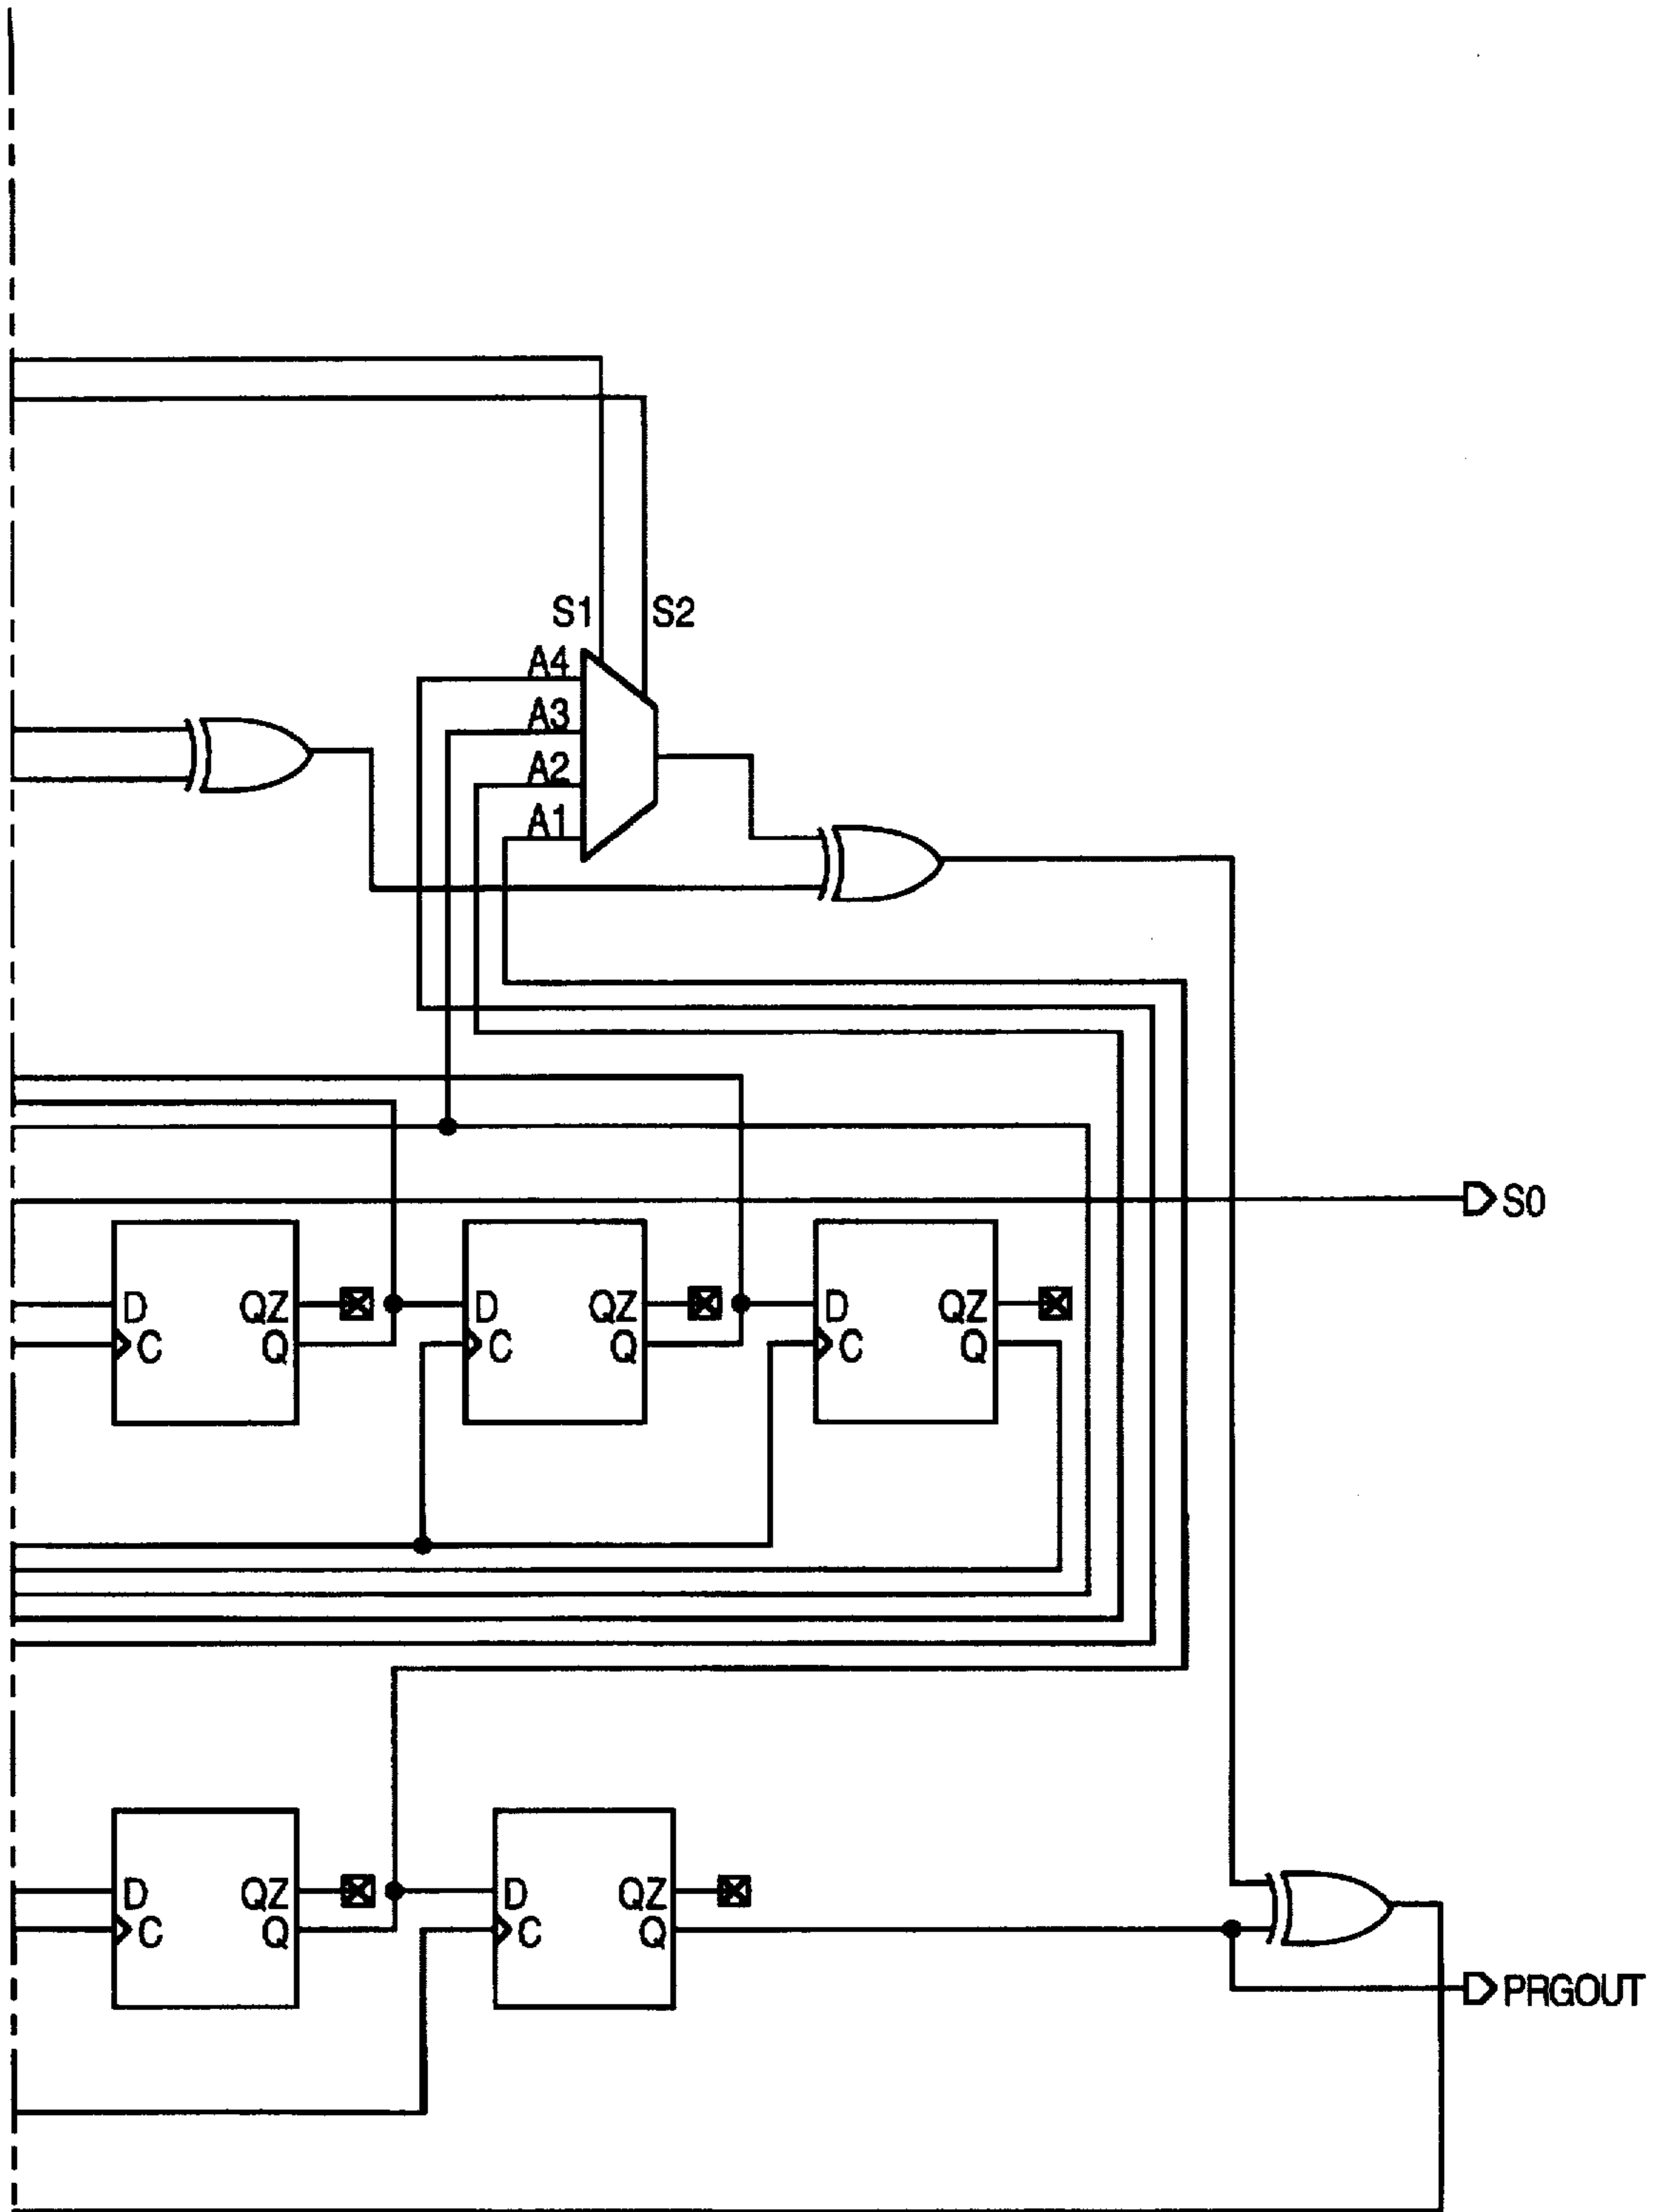 S1 S2
A4
A3
A2
A1
S0
D QZ D QZ D QZ
C Q C Q C Q
D QZ D QZ
C Q C Q
PRGOUT